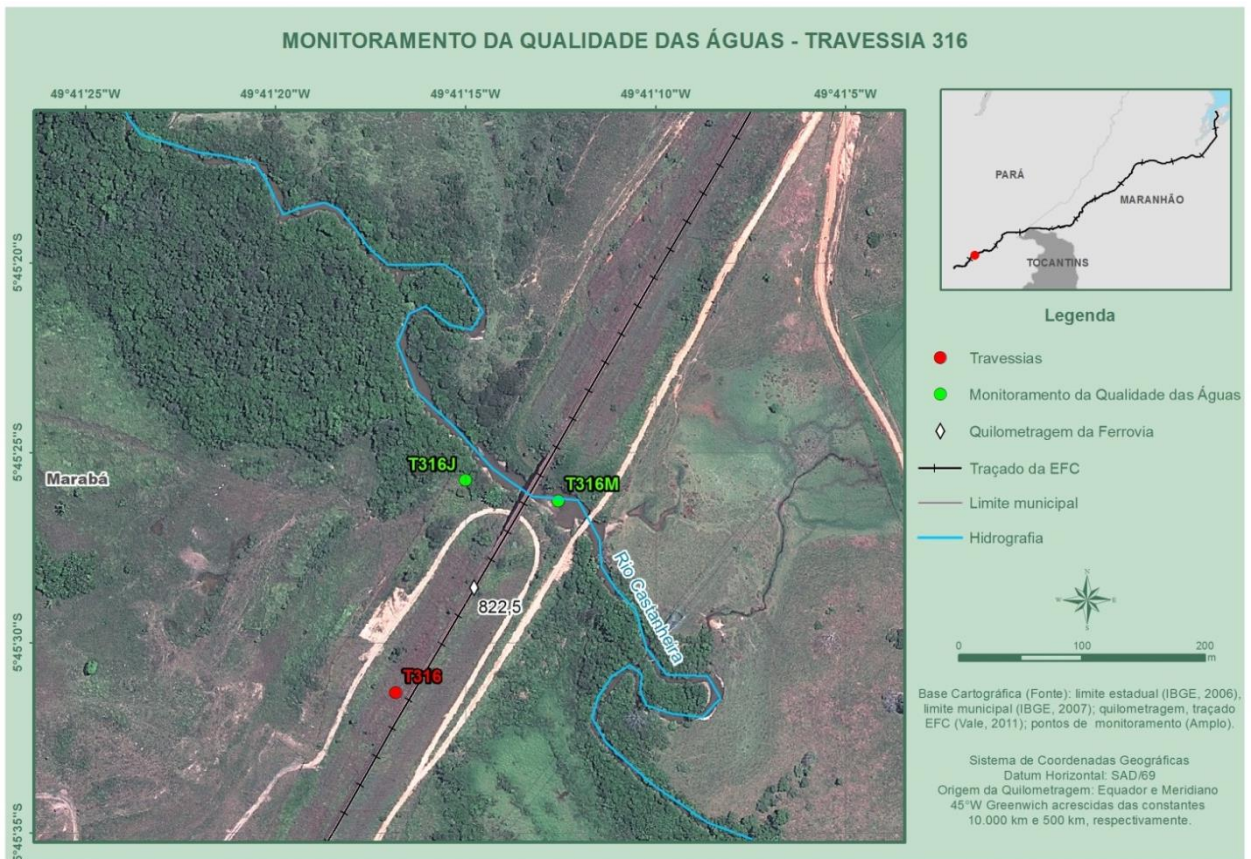 MONITORAMENTO DA QUALIDADE DAS ÁGUAS - TRAVESSIA 316
49°41'25"W
49°41'20"W
49°41'15"W
49°41'10"W
49°41'5"W
5°45'20"S
5°45'25"S
5°45'30"S
5°45'35"S
Marabá
T316J
T316M
822,5
T316
Rio Castanheira
PARÁ
MARANHÃO
TOCANTINS
Legenda
Travessias
Monitoramento da Qualidade das Águas
Quilometragem da Ferrovia
Traçado da EFC
Limite municipal
Hidrografia
N
W
E
S
0 100 200
m
Base Cartográfica (Fonte): limite estadual (IBGE, 2006),
limite municipal (IBGE, 2007); quilometragem, traçado
EFC (Vale, 2011); pontos de monitoramento (Amplo).
Sistema de Coordenadas Geográficas
Datum Horizontal: SAD/69
Origem da Quilometragem: Equador e Meridiano
45°W Greenwich acrescidas das constantes
10.000 km e 500 km, respectivamente.